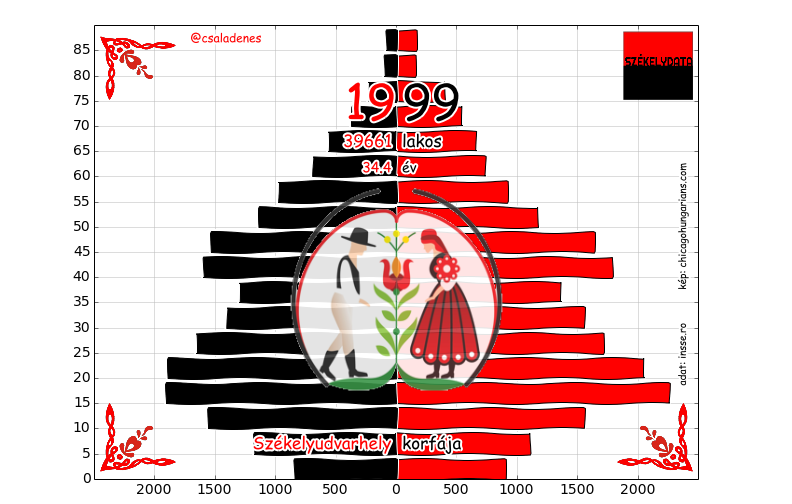 @csaladenes
SZÉKELYDATA
1999
39661 lakos
34.4 év
kép: chicagohungarians.com
adat: insse.ro
Székelyudvarhely korfája
85
80
75
70
65
60
55
50
45
40
35
30
25
20
15
10
5
0
2000 1500 1000 500 0 500 1000 1500 2000